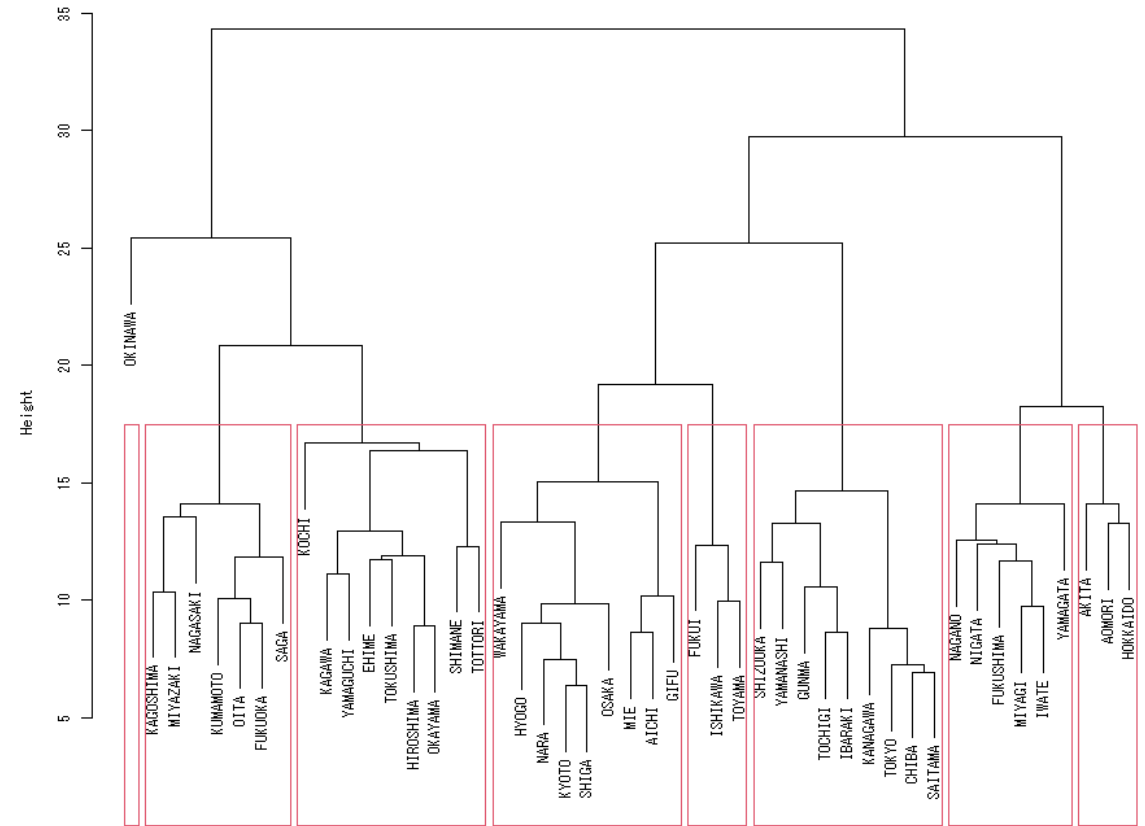 35
30
25
20
15
10
5
Height
OKINAWA
KAGOSHIMA
MIYAZAKI
NAGASAKI
KUMAMOTO
OITA
FUKUOKA
SAGA
KOCHI
KAGAWA
YAMAGUCHI
EHIME
TOKUSHIMA
HIROSHIMA
OKAYAMA
SHIMANE
TOTTORI
WAKAYAMA
HYOGO
NARA
KYOTO
SHIGA
OSAKA
MIE
AICHI
GIFU
FUKUI
ISHIKAWA
TOYAMA
SHIZUUKA
YAMANASHI
GUNMA
TOCHIGI
IBARAKI
KANAGAWA
TOKYO
CHIBA
SAITAMA
NAGANO
NIGATA
FUKUSHIMA
MIYAGI
IWATE
YAMAGATA
AKITA
AOMORI
HOKKAIDO